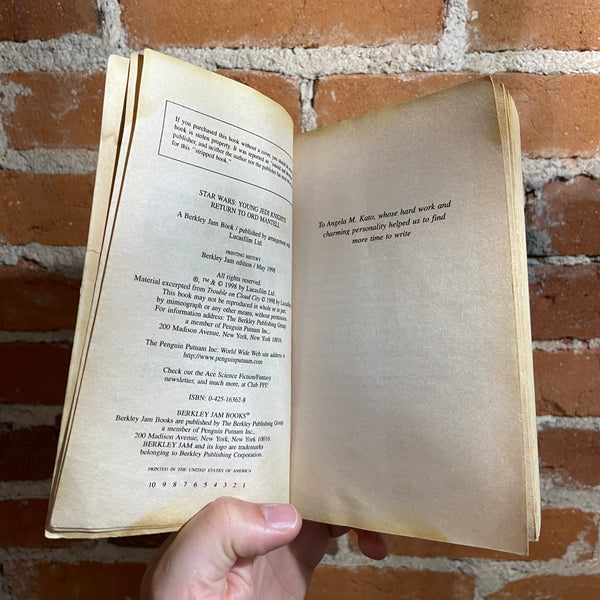 If you purchased this book without a cover, you should
book is stolen property. It was reported as "unsold and
publisher, and neither the author nor the publisher has
for this "stripped book."
STAR WARS: YOUNG JEDI KNIGHTS
RETURN TO ORD MANTELL
A Berkley Jam Book / published by arrangement with
Lucasfilm Ltd.
PRINTING HISTORY
Berkley Jam edition / May 1998
All rights reserved.
®, ™ & © 1998 by Lucasfilm Ltd.
Material excerpted from Trouble on Cloud City © 1998 by
This book may not be reproduced in whole or in part,
by mimeograph or any other means, without permission.
For information address: The Berkley Publishing Group,
a member of Penguin Putnam Inc.,
200 Madison Avenue, New York, New York 10016.
The Penguin Putnam Inc. World Wide Web site address is
http://www.penguinputnam.com
Check out the Ace Science Fiction/Fantasy
newsletter, and much more, at Club PPI!
ISBN: 0-425-16362-8
BERKLEY JAM BOOKS®
Berkley Jam Books are published by The Berkley Publishing Group,
a member of Penguin Putnam Inc.,
200 Madison Avenue, New York, New York 10016.
BERKLEY JAM and its logo are trademarks
belonging to Berkley Publishing Corporation.
PRINTED IN THE UNITED STATES OF AMERICA
10 9 8 7 6 5 4 3 2 1
To Angela M. Kato, whose hard work and
charming personality helped us to find
more time to write